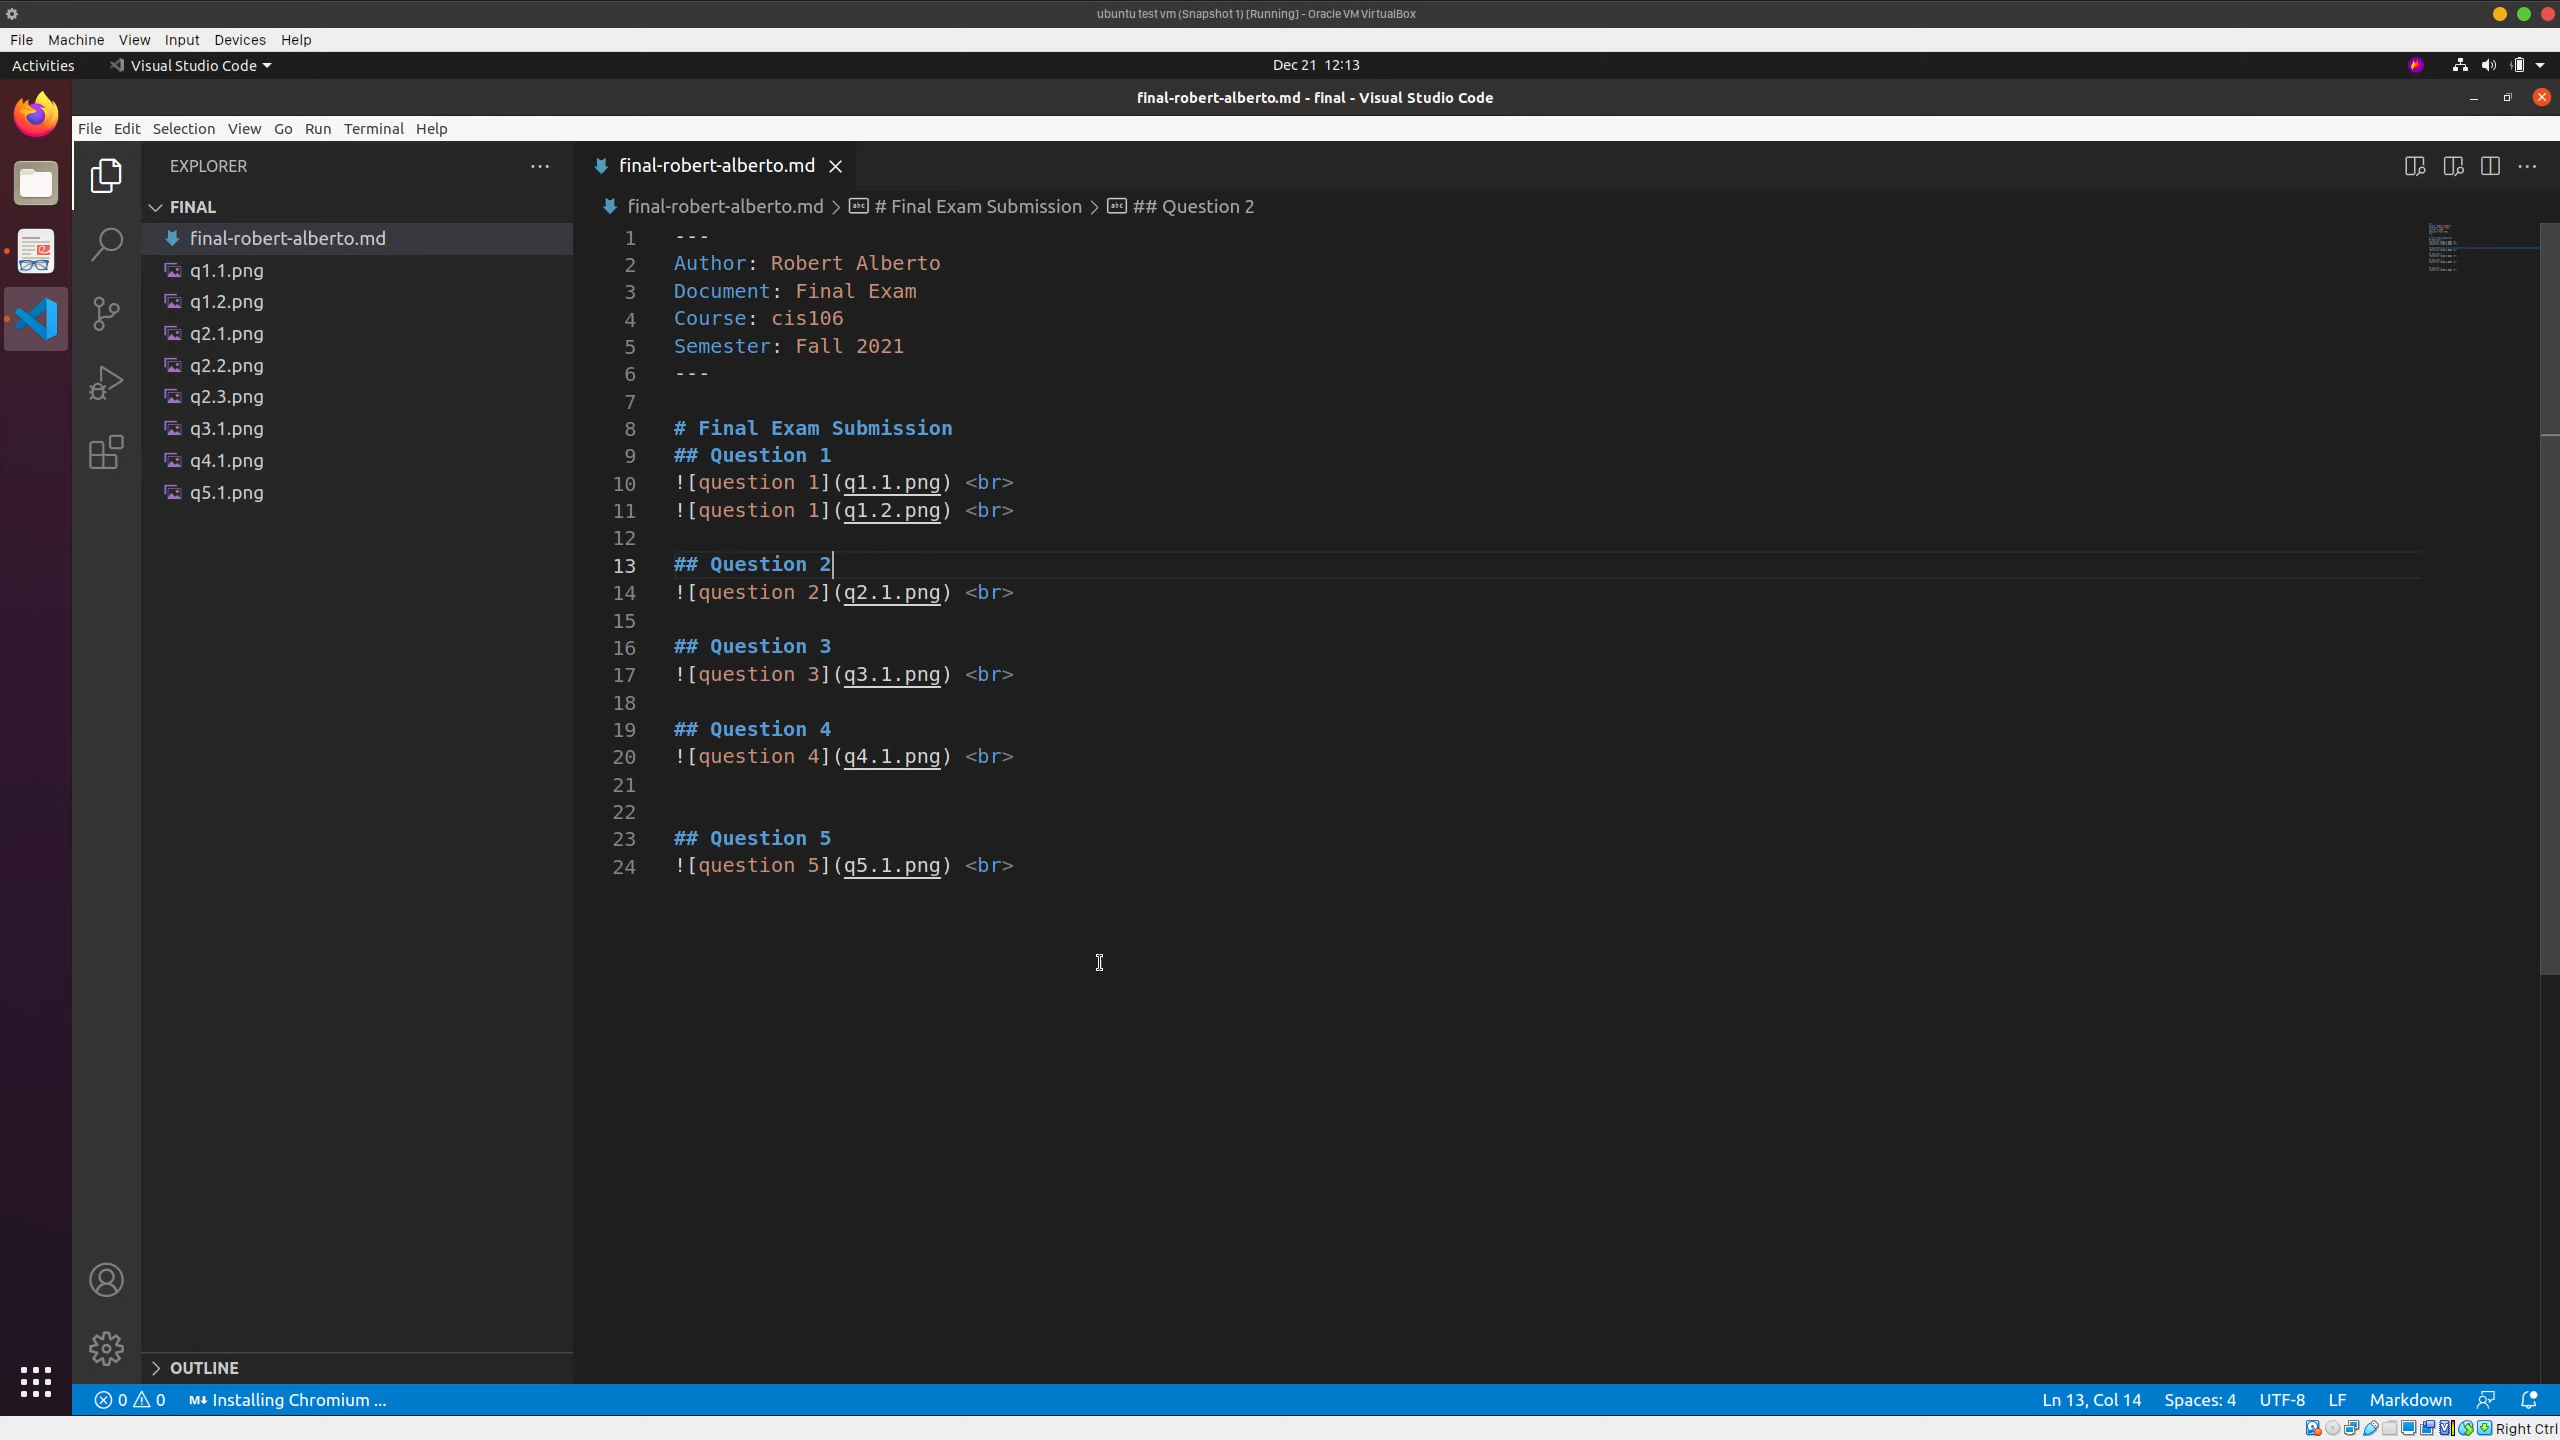 ubuntu test vm (Snapshot 1) [Running] - Oracle VM VirtualBox
File Machine View Input Devices Help
Activities Visual Studio Code Dec 21 12:13
final-robert-alberto.md - final - Visual Studio Code
File Edit Selection View Go Run Terminal Help
EXPLORER
FINAL
final-robert-alberto.md
q1.1.png
q1.2.png
q2.1.png
q2.2.png
q2.3.png
q3.1.png
q4.1.png
q5.1.png
OUTLINE
final-robert-alberto.md
final-robert-alberto.md > # Final Exam Submission > ## Question 2
1 ---
2 Author: Robert Alberto
3 Document: Final Exam
4 Course: cis106
5 Semester: Fall 2021
6 ---
7
8 # Final Exam Submission
9 ## Question 1
10 ![question 1](q1.1.png) <br>
11 ![question 1](q1.2.png) <br>
12
13 ## Question 2
14 ![question 2](q2.1.png) <br>
15
16 ## Question 3
17 ![question 3](q3.1.png) <br>
18
19 ## Question 4
20 ![question 4](q4.1.png) <br>
21
22
23 ## Question 5
24 ![question 5](q5.1.png) <br>
0 0 Installing Chromium ... Ln 13, Col 14 Spaces: 4 UTF-8 LF Markdown
Right Ctrl